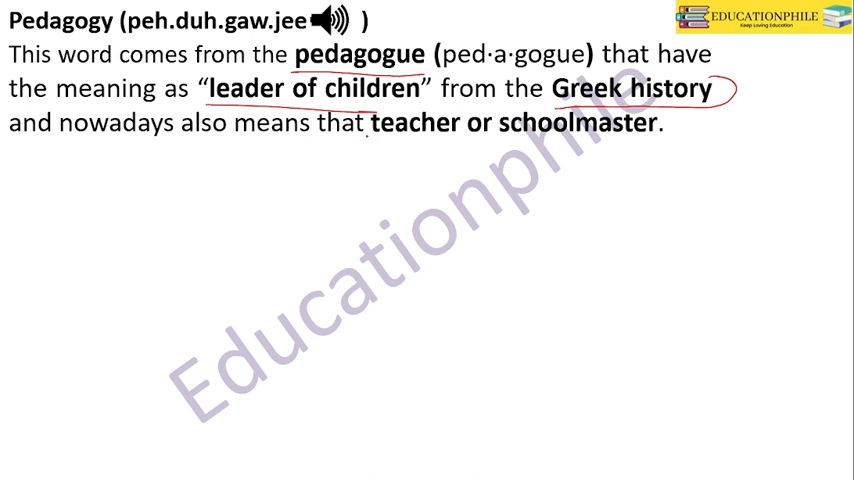 Pedagogy (peh.duh.gaw.jee )
EDUCATIONPHILE
Keep Loving Education
This word comes from the pedagogue (ped·a·gogue) that have
the meaning as “leader of children” from the Greek history
and nowadays also means that teacher or schoolmaster.
Educationphile